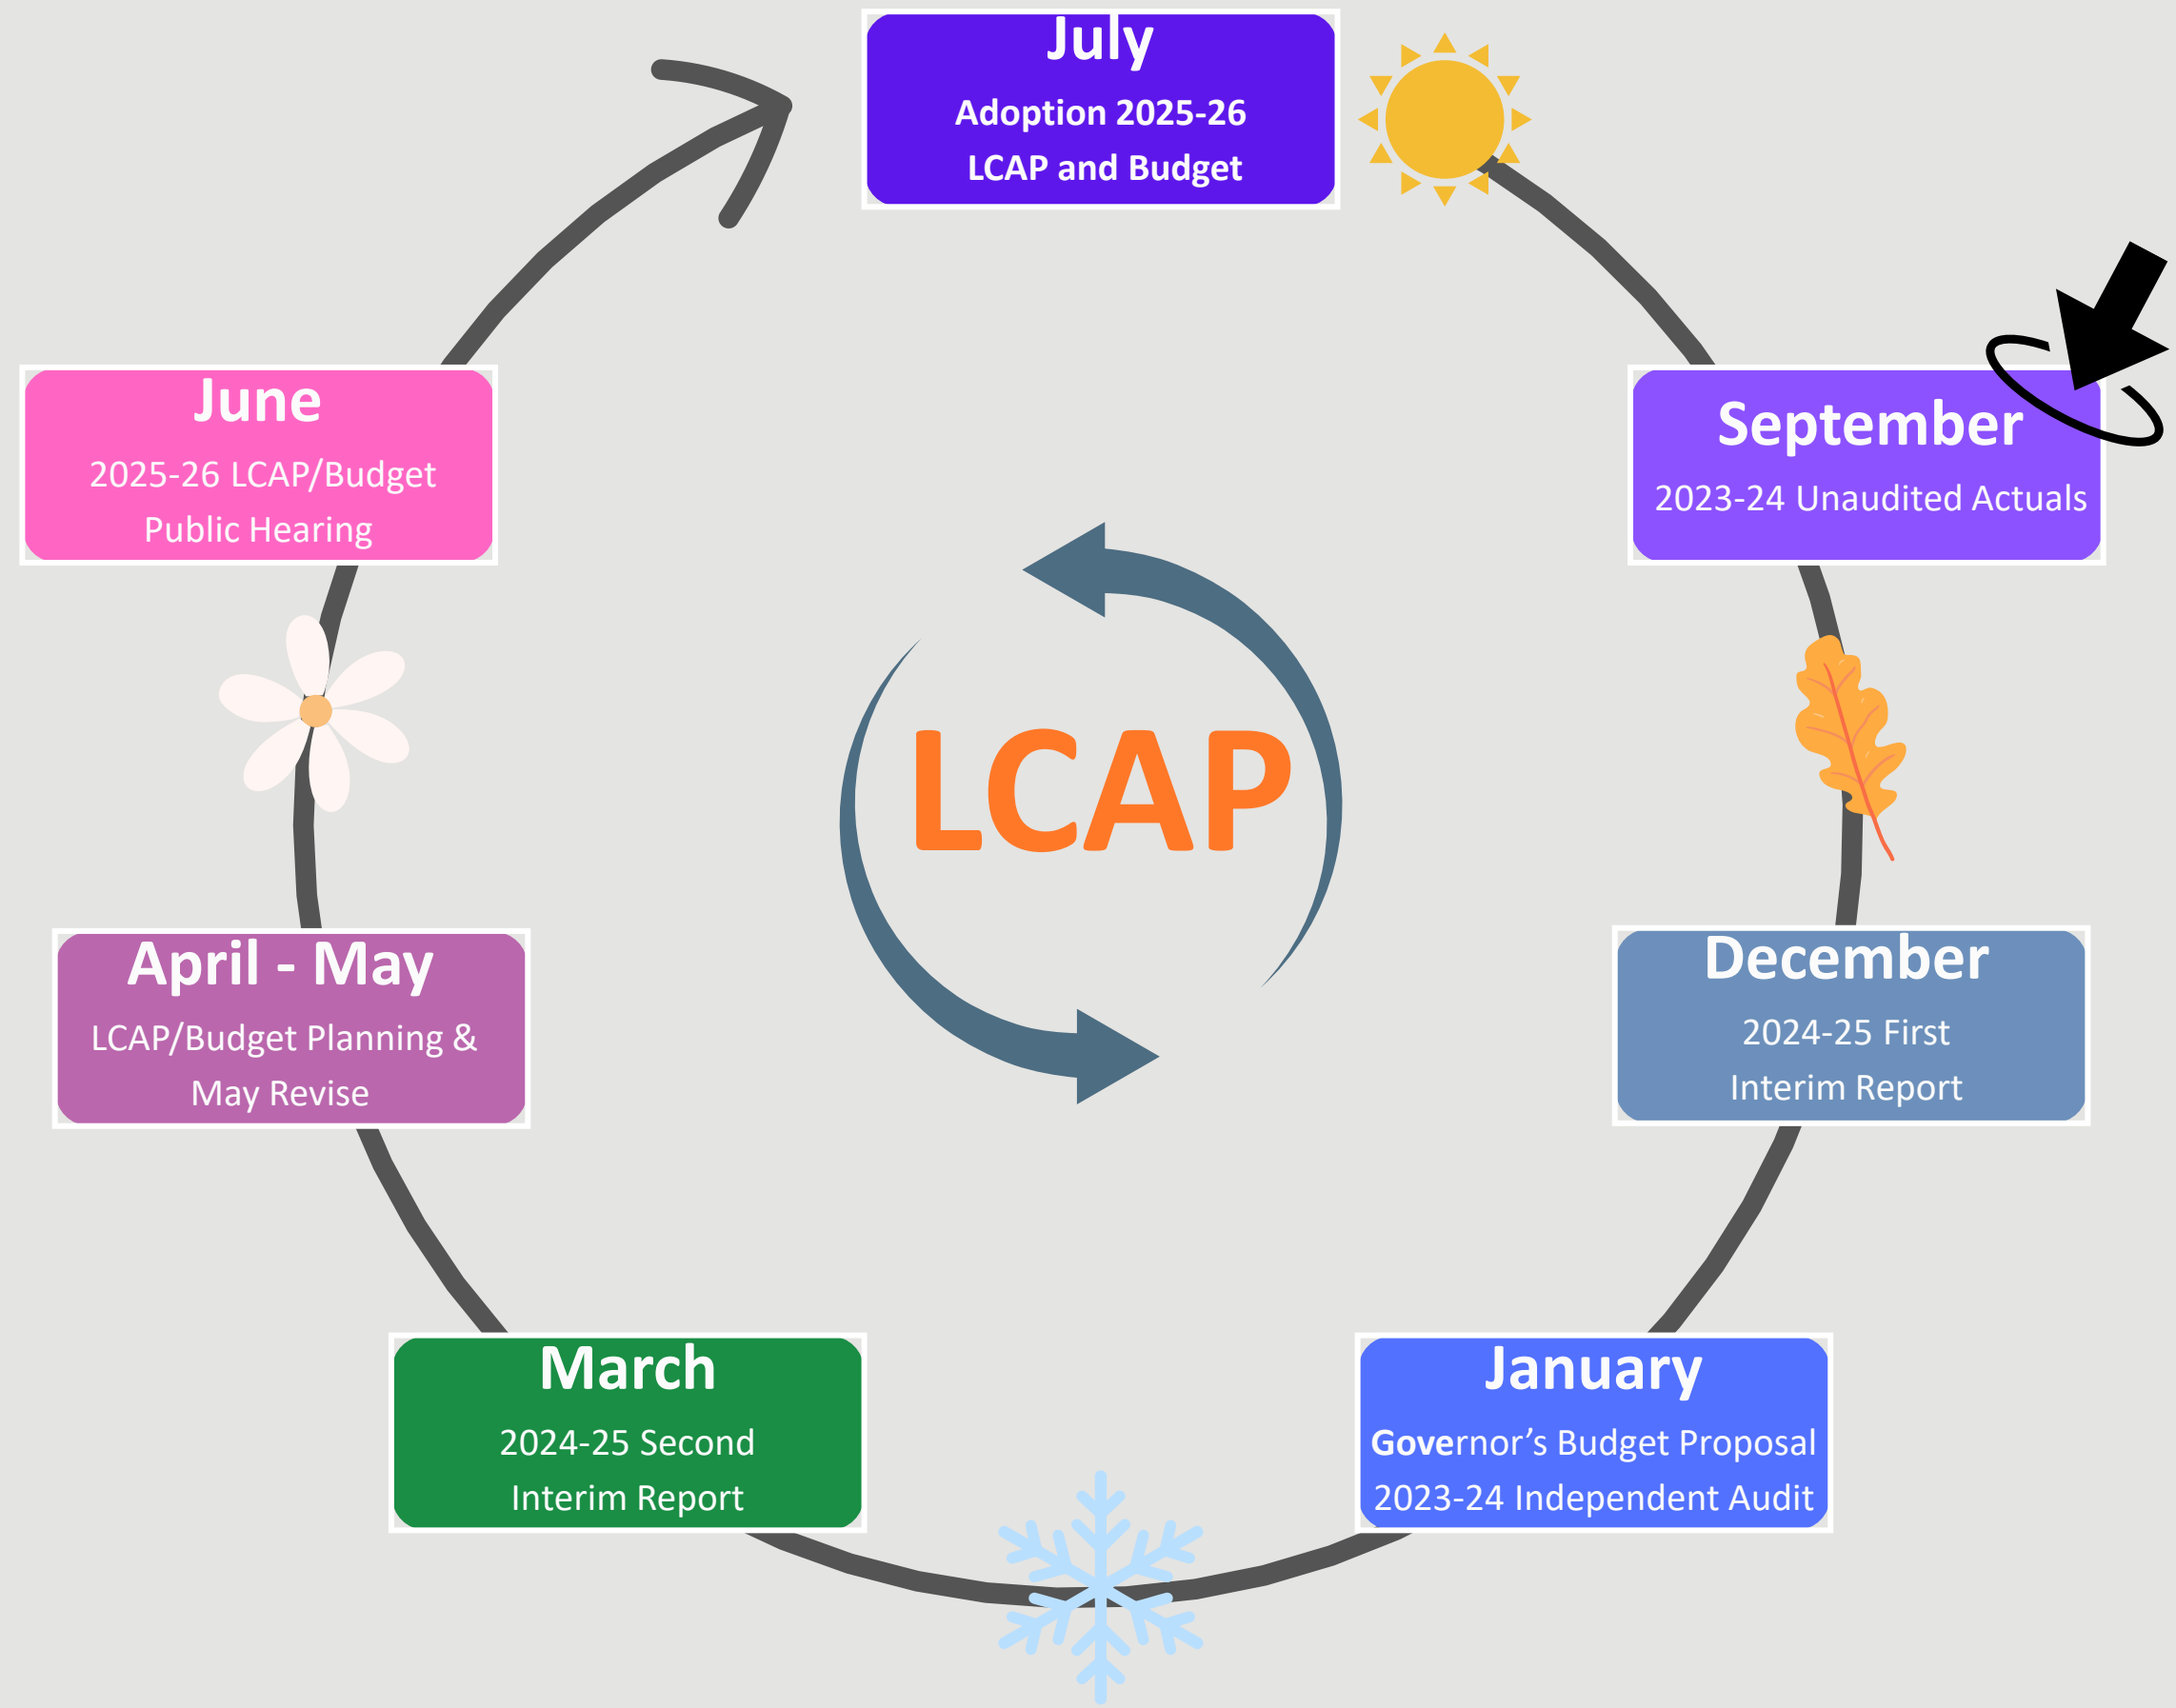 July
Adoption 2025-26
LCAP and Budget
September
2023-24 Unaudited Actuals
December
2024-25 First
Interim Report
January
Governor’s Budget Proposal
2023-24 Independent Audit
March
2024-25 Second
Interim Report
April - May
LCAP/Budget Planning &
May Revise
June
2025-26 LCAP/Budget
Public Hearing
LCAP